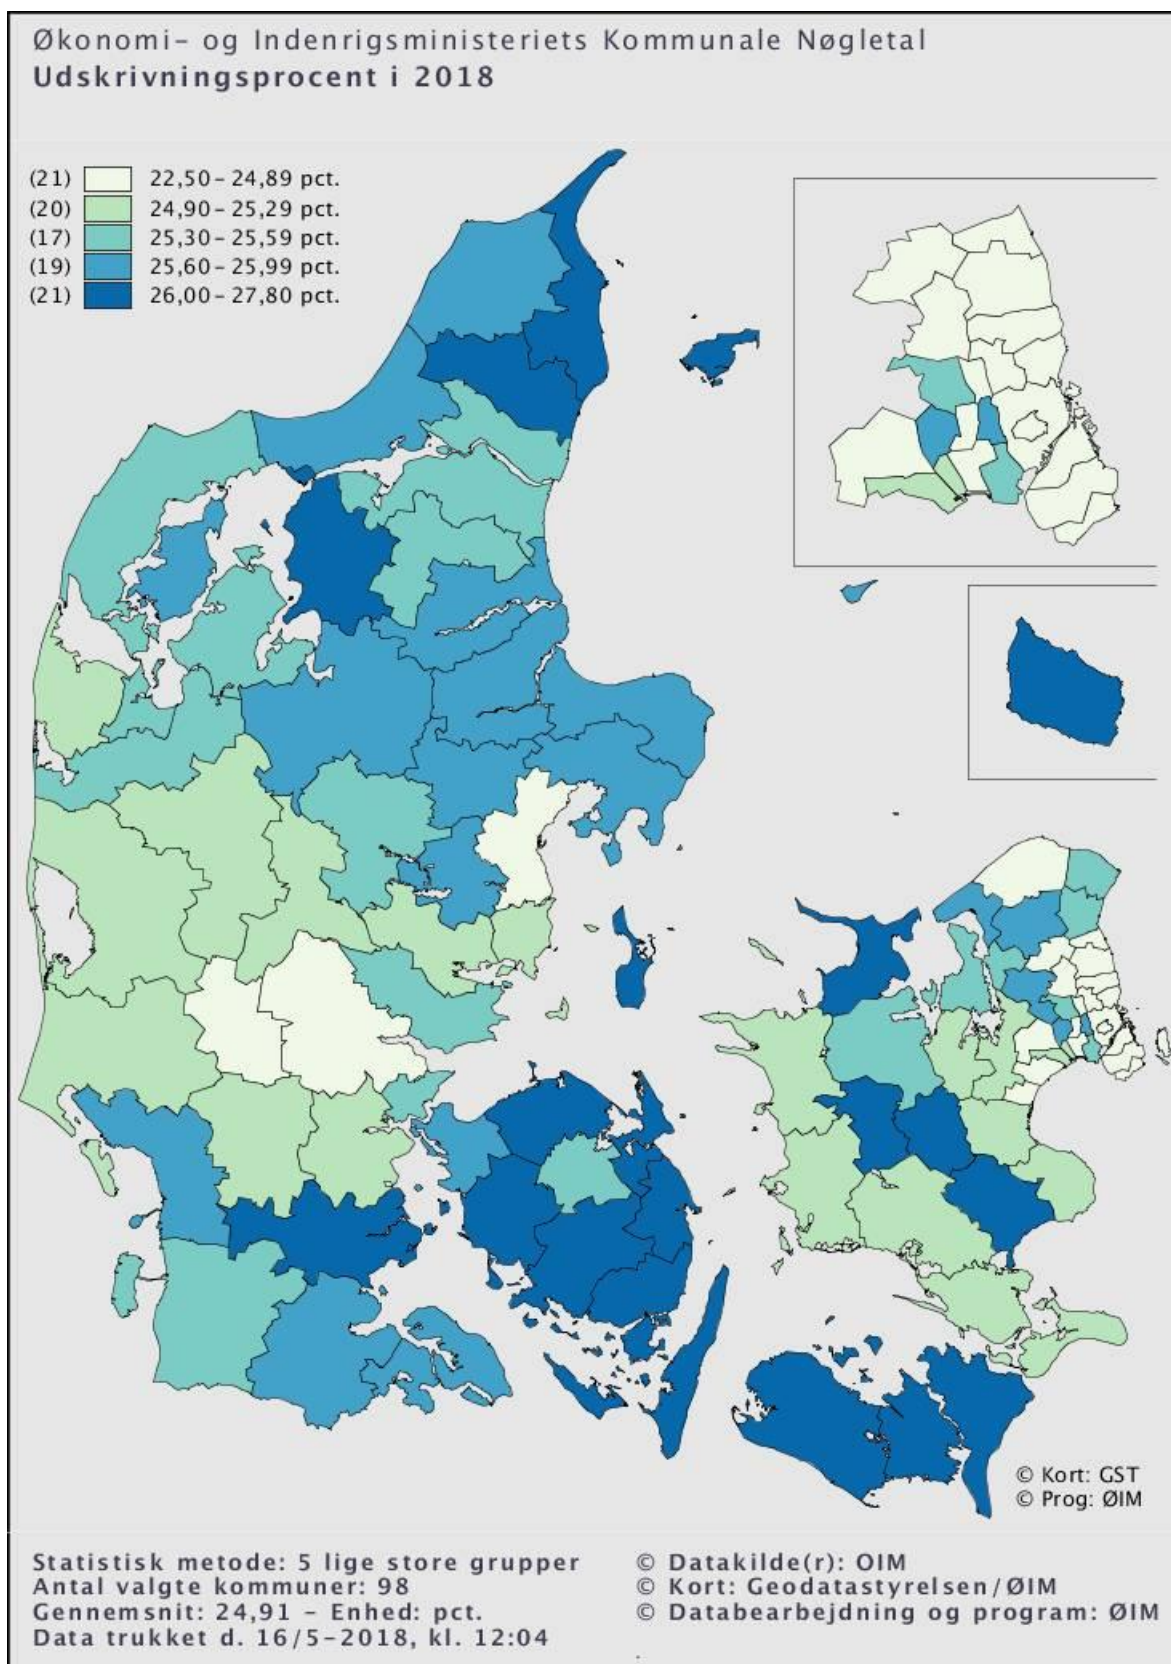 Økonomi- og Indenrigsministeriets Kommunale Nøgletal
Udskrivningsprocent i 2018
(21) 22,50-24,89 pct.
(20) 24,90-25,29 pct.
(17) 25,30-25,59 pct.
(19) 25,60-25,99 pct.
(21) 26,00-27,80 pct.
© Kort: GST
© Prog: ØIM
Statistisk metode: 5 lige store grupper
Antal valgte kommuner: 98
Gennemsnit: 24,91 - Enhed: pct.
Data trukket d. 16/5-2018, kl. 12:04
© Datakilde(r): OIM
© Kort: Geodatastyrelsen/ØIM
© Databearbejdning og program: ØIM